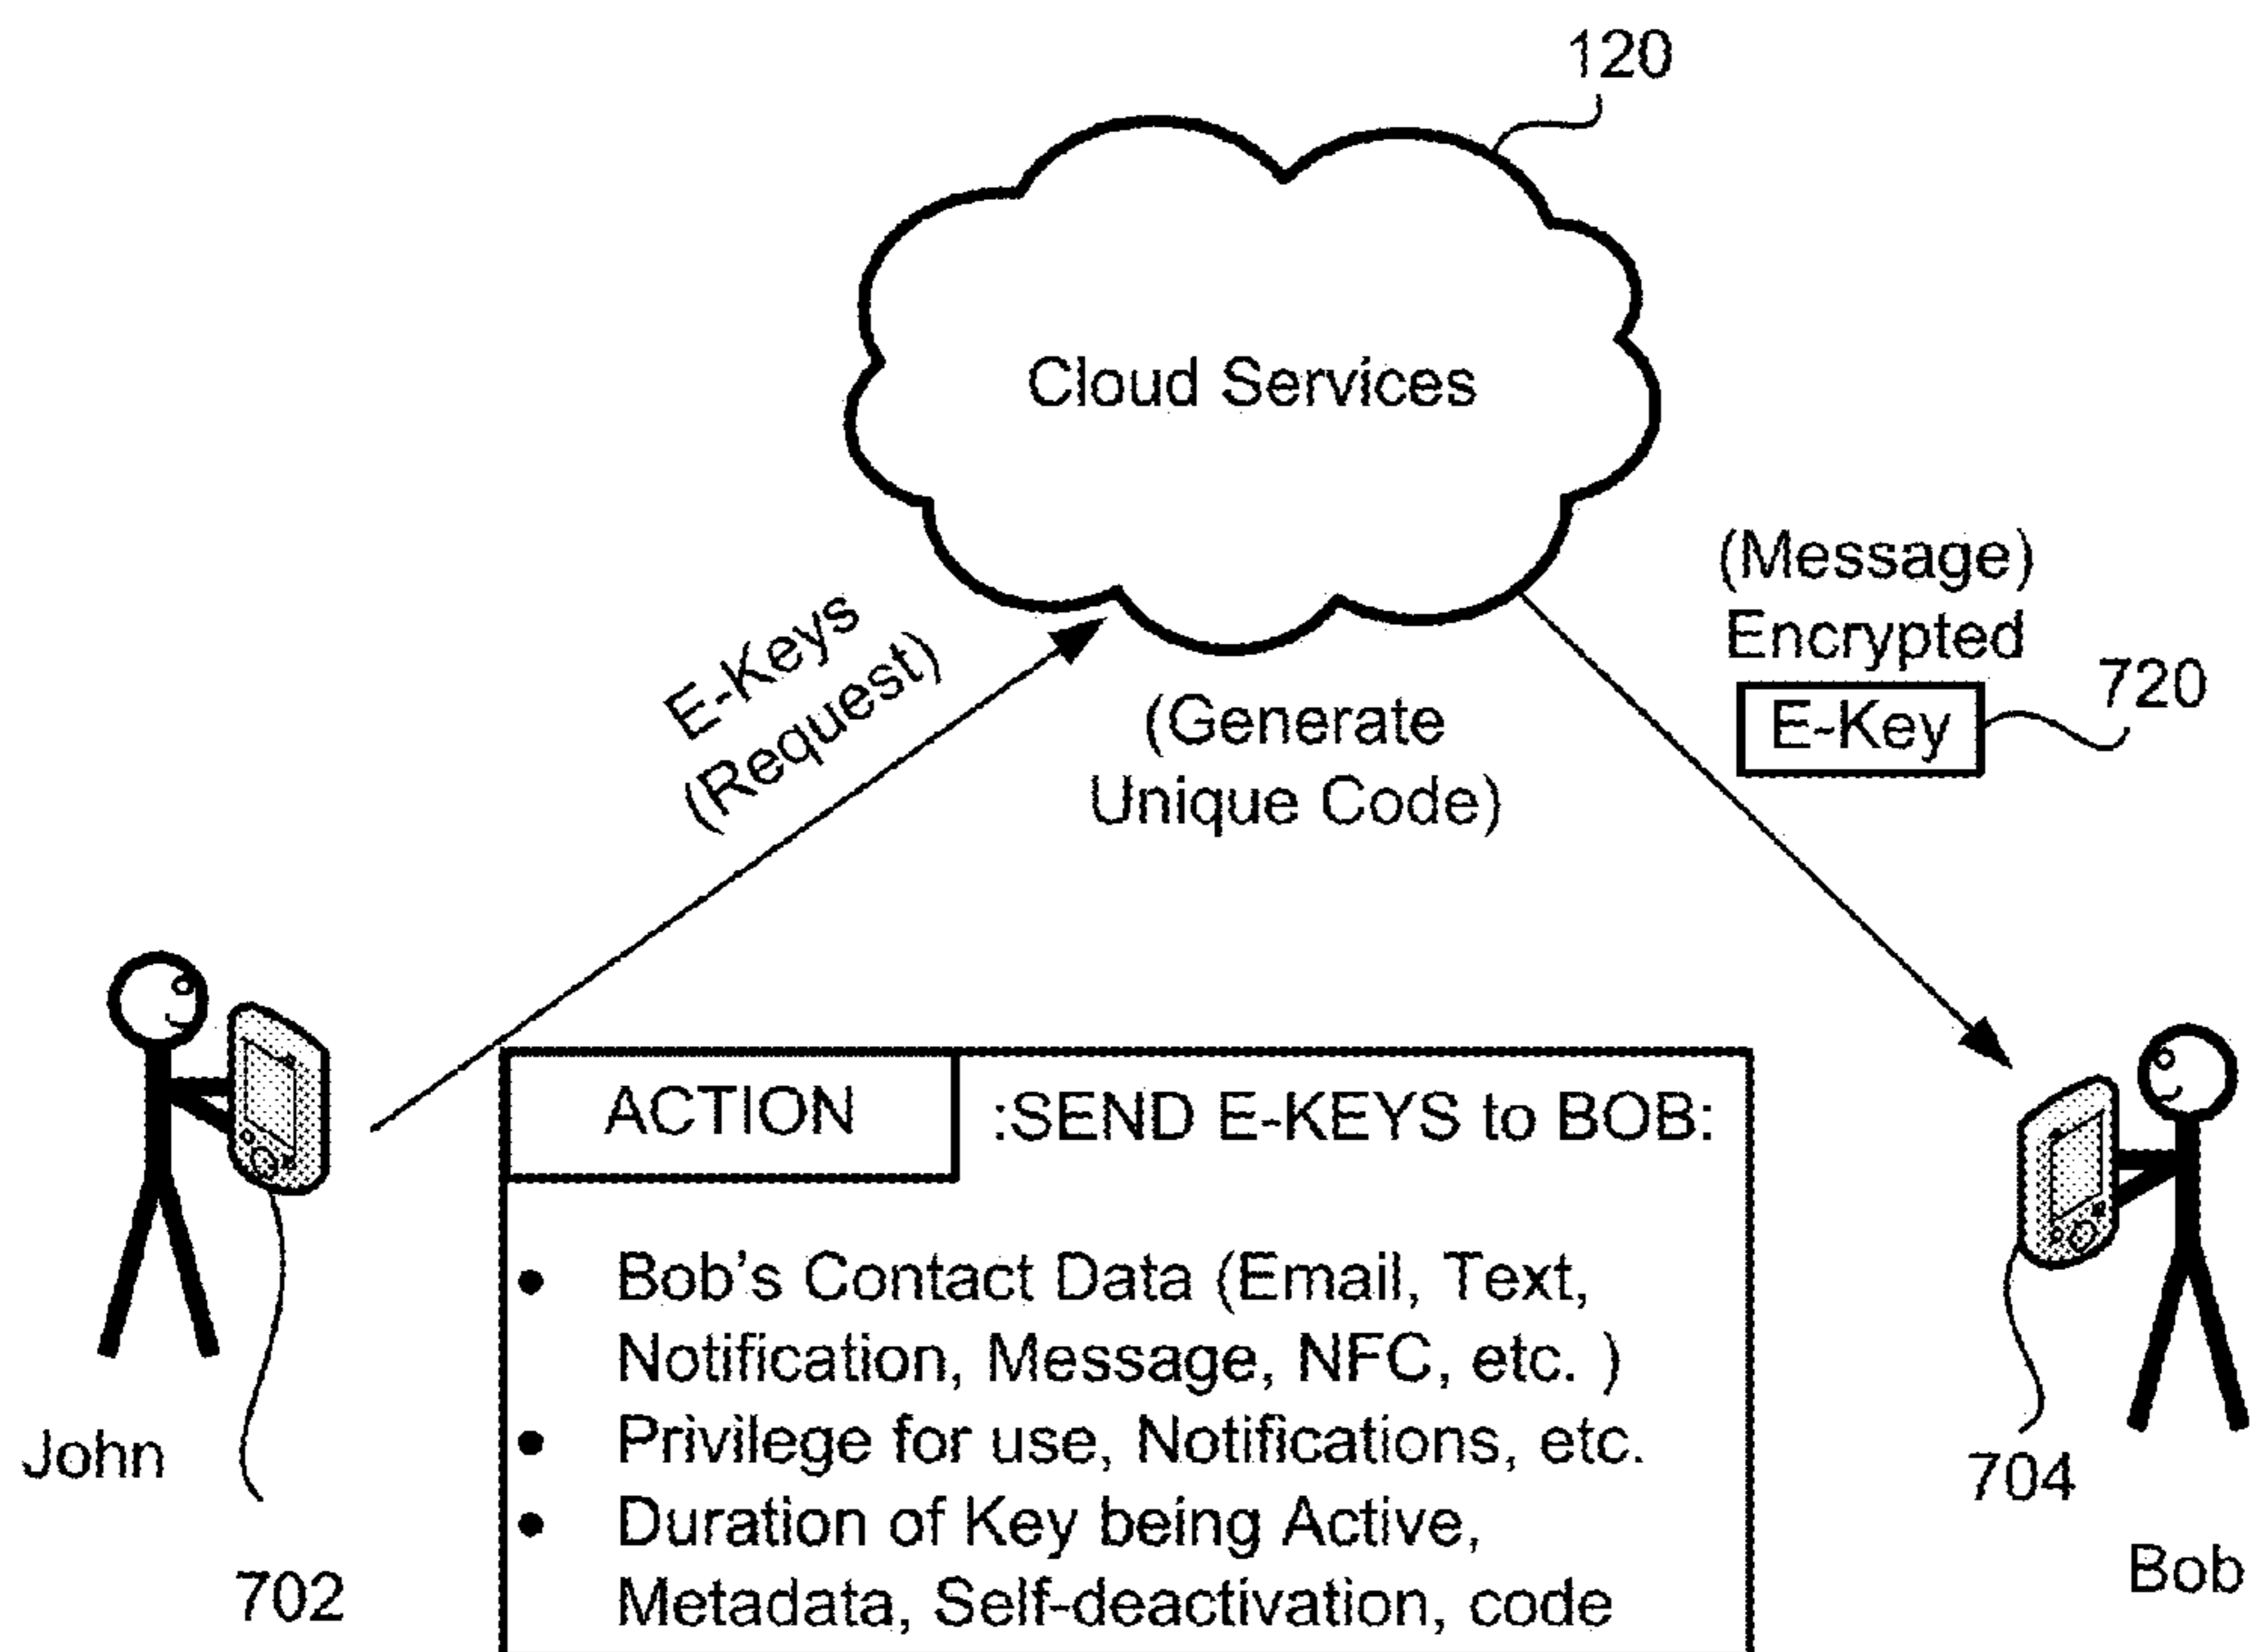 120
Cloud Services
(Message)
Encrypted
E-Key
720
E-Keys
(Request)
(Generate
Unique Code)
ACTION :SEND E-KEYS to BOB:
• Bob's Contact Data (Email, Text,
Notification, Message, NFC, etc. )
• Privilege for use, Notifications, etc.
• Duration of Key being Active,
Metadata, Self-deactivation, code
John
702
704
Bob